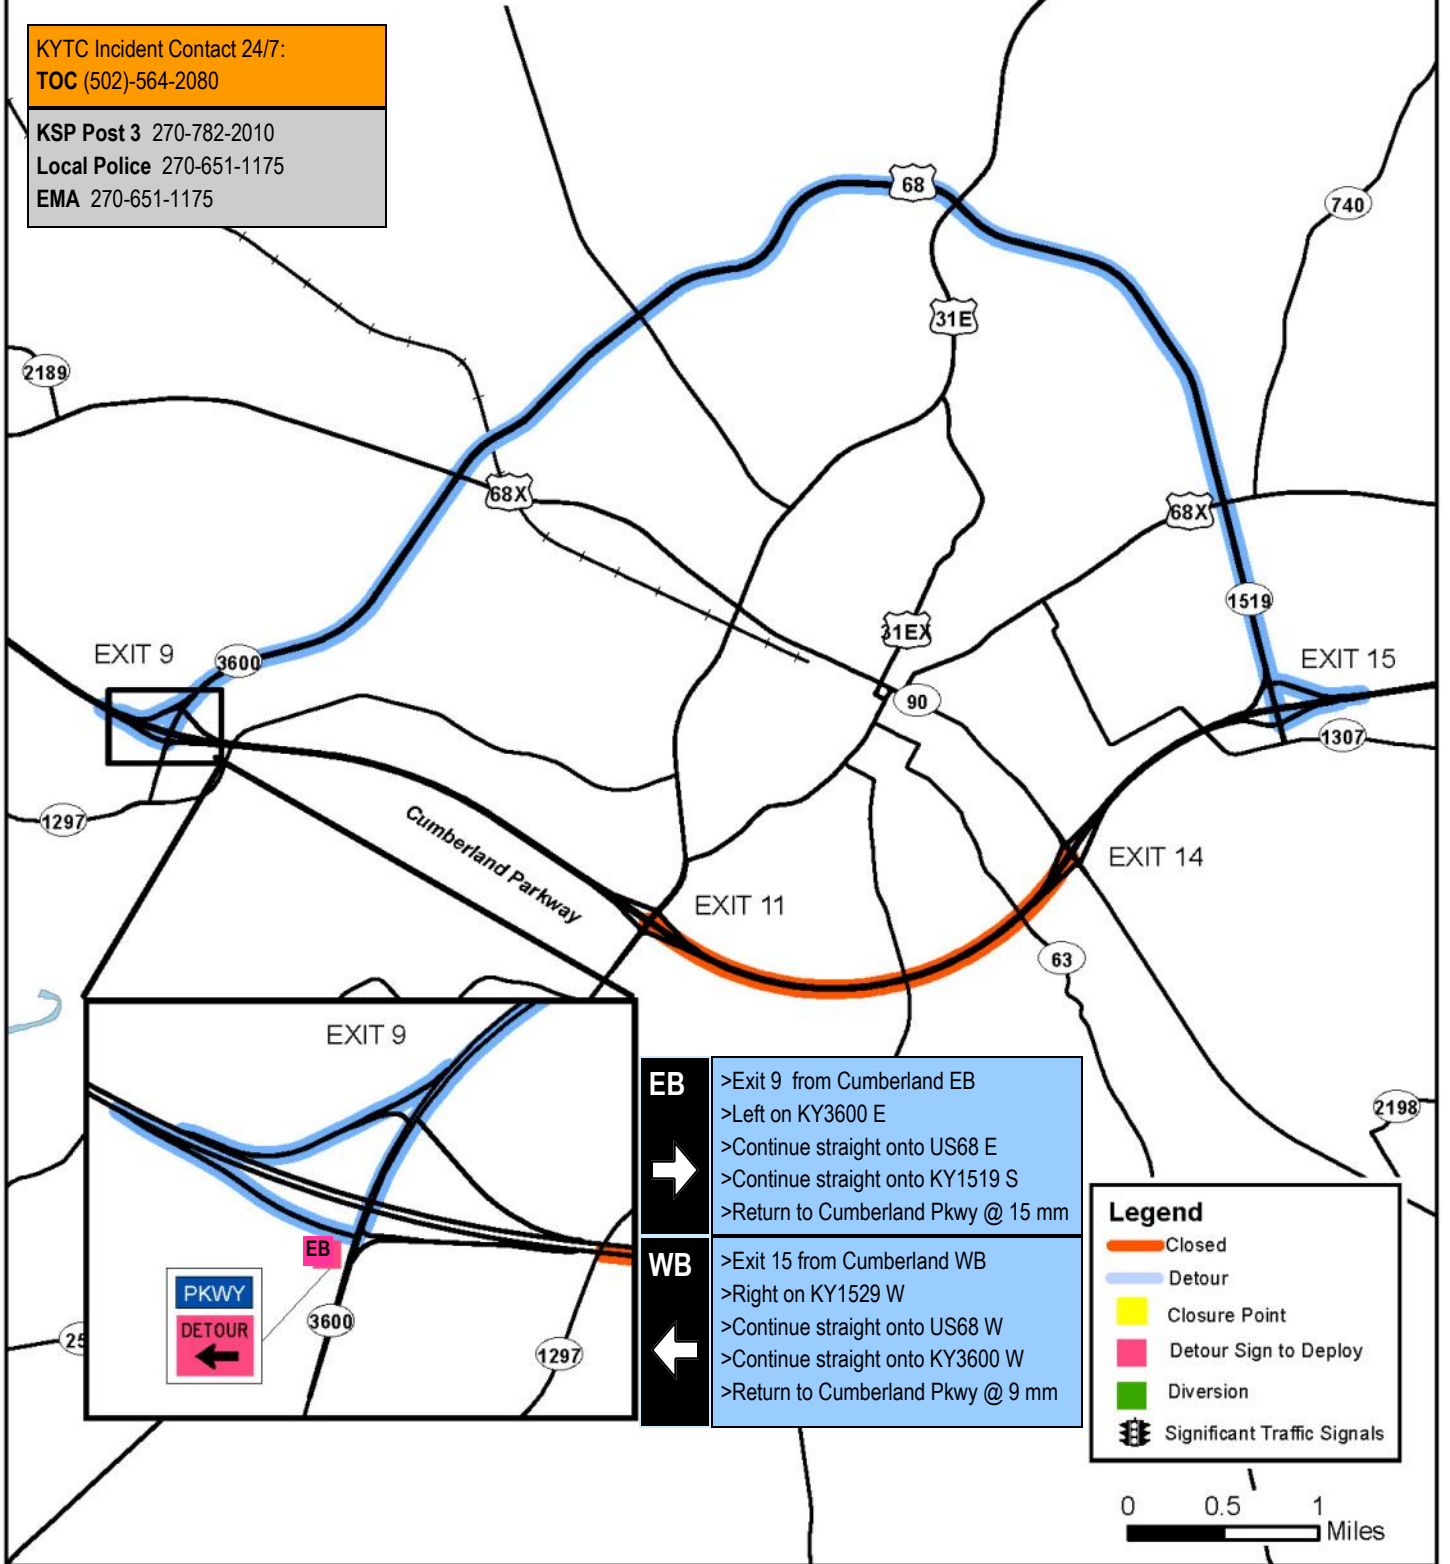 KYTC Incident Contact 24/7:
TOC (502)-564-2080
KSP Post 3 270-782-2010
Local Police 270-651-1175
EMA 270-651-1175
68
740
31E
2189
68X
68X
1519
31EX
EXIT 9
3600
EXIT 15
90
1307
1297
Cumberland Parkway
EXIT 14
EXIT 11
63
EXIT 9
EB
PKWY
DETOUR
3600
1297
25
EB
>Exit 9 from Cumberland EB
>Left on KY3600 E
>Continue straight onto US68 E
>Continue straight onto KY1519 S
>Return to Cumberland Pkwy @ 15 mm
WB
>Exit 15 from Cumberland WB
>Right on KY1529 W
>Continue straight onto US68 W
>Continue straight onto KY3600 W
>Return to Cumberland Pkwy @ 9 mm
2198
Legend
Closed
Detour
Closure Point
Detour Sign to Deploy
Diversion
Significant Traffic Signals
0 0.5 1
Miles